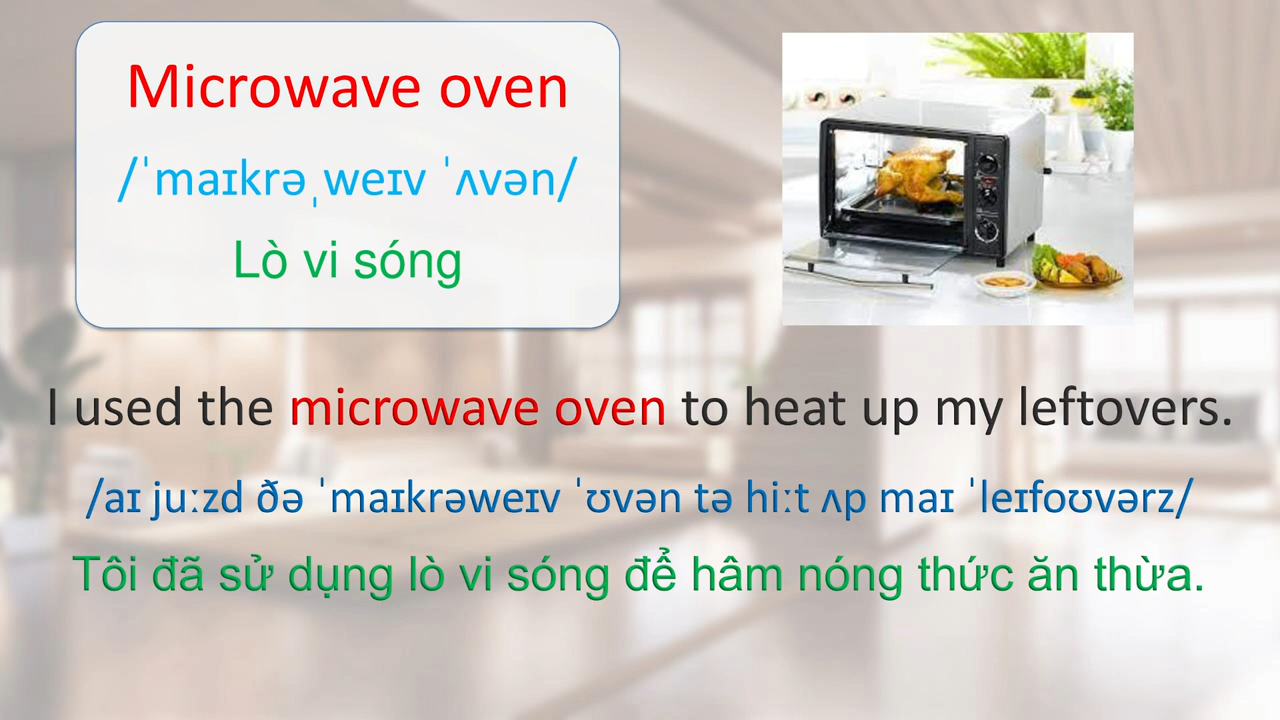 Microwave oven
/ˈmaɪkrəˌweɪv ˈʌvən/
Lò vi sóng
I used the microwave oven to heat up my leftovers.
/aɪ juːzd ðə ˈmaɪkrəweɪv ˈʊvən tə hiːt ʌp maɪ ˈleɪfoʊvərz/
Tôi đã sử dụng lò vi sóng để hâm nóng thức ăn thừa.